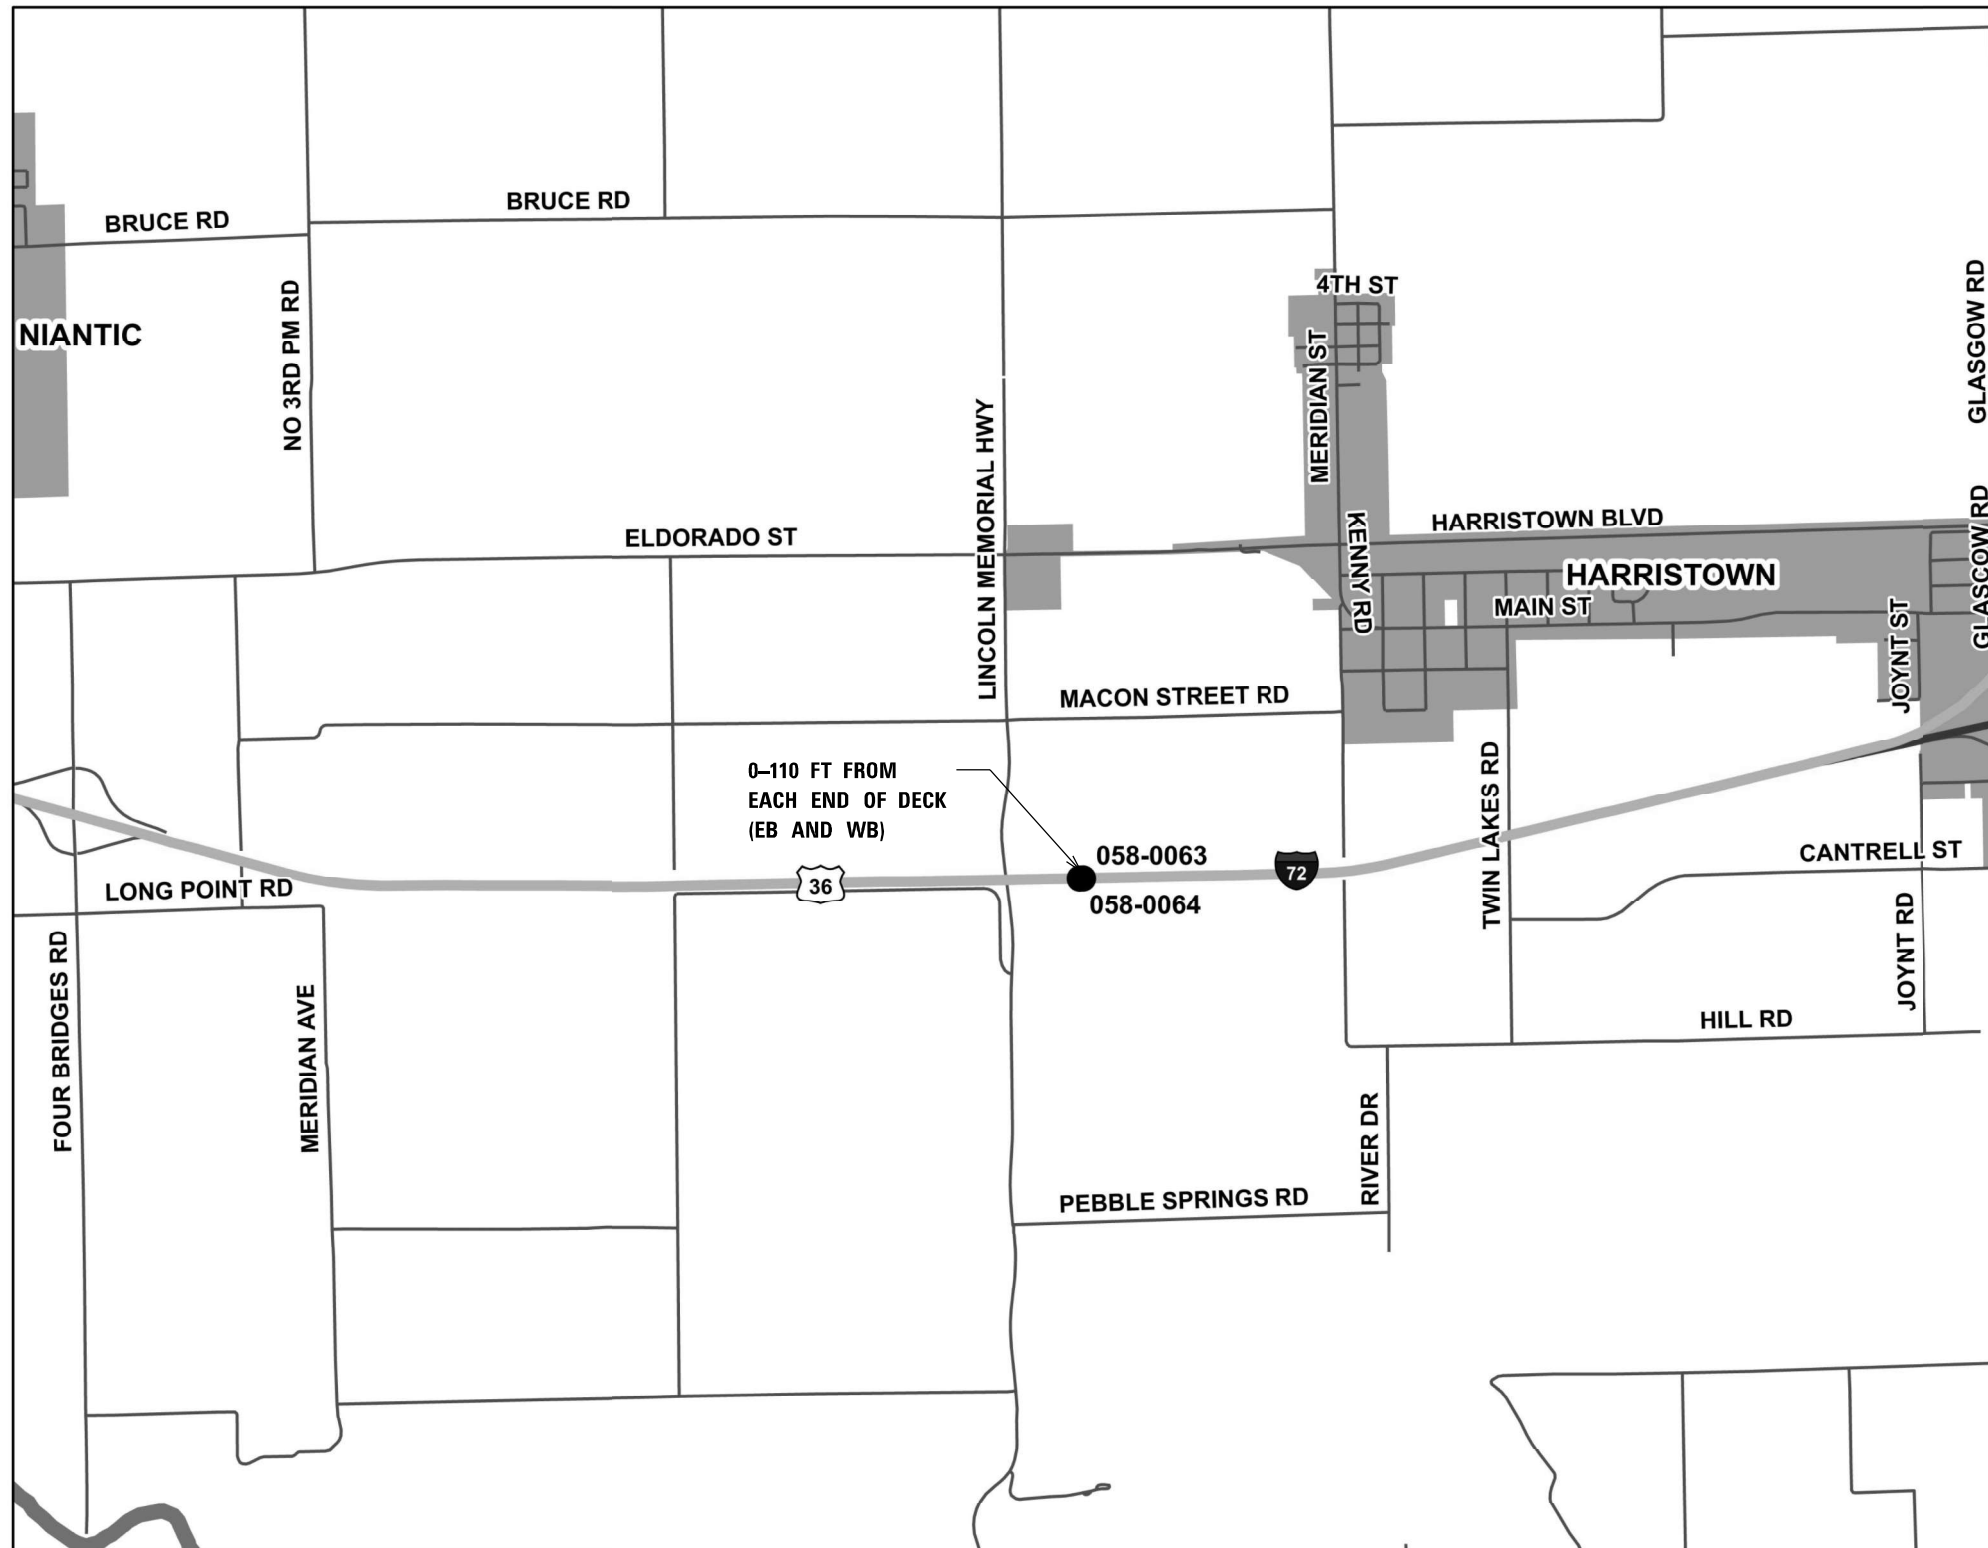 BRUCE RD
BRUCE RD
4TH ST
GLASGOW RD
NIANTIC
NO 3RD PM RD
MERIDIAN ST
LINCOLN MEMORIAL HWY
ELDORADO ST
KENNY RD
HARRISTOWN BLVD
GLASCOW RD
HARRISTOWN
MAIN ST
JOYNT ST
MACON STREET RD
0–110 FT FROM
EACH END OF DECK
(EB AND WB)
TWIN LAKES RD
058-0063
72
CANTRELL ST
LONG POINT RD
36
058-0064
JOYNT RD
FOUR BRIDGES RD
MERIDIAN AVE
HILL RD
RIVER DR
PEBBLE SPRINGS RD